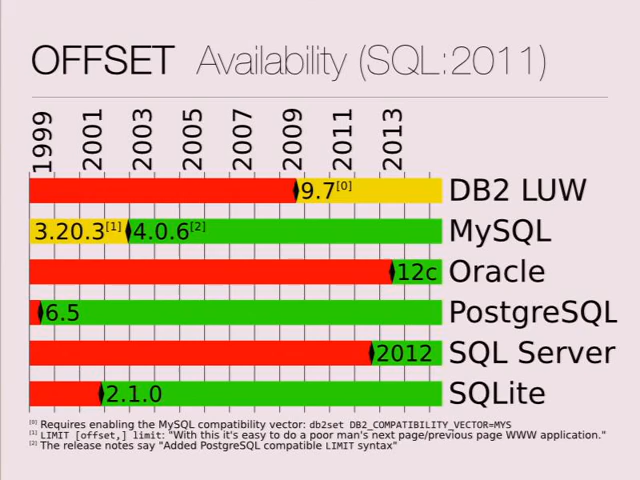 OFFSET Availability (SQL:2011)
1999 2001 2003 2005 2007 2009 2011 2013
9.7[0] DB2 LUW
3.20.3[1] 4.0.6[2] MySQL
12c Oracle
6.5 PostgreSQL
2012 SQL Server
2.1.0 SQLite
[0] Requires enabling the MySQL compatibility vector: db2set DB2_COMPATIBILITY_VECTOR=MYS
[1] LIMIT [offset,] limit: "With this it's easy to do a poor man's next page/previous page WWW application."
[2] The release notes say "Added PostgreSQL compatible LIMIT syntax"